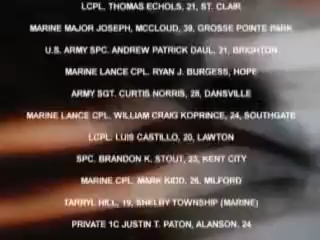 LCPL. THOMAS ECHOLS, 21, ST. CLAIR
MARINE MAJOR JOSEPH, MCCLOUD, 39, GROSSE POINTE PARK
U.S. ARMY SPC. ANDREW PATRICK DAUL, 21, BRIGHTON
MARINE LANCE CPL. RYAN J. BURGESS, HOPE
ARMY SGT. CURTIS NORRIS, 28, DANSVILLE
MARINE LANCE CPL. WILLIAM CRAIG KOPRINCE, 24, SOUTHGATE
LCPL. LUIS CASTILLO, 20, LAWTON
SPC. BRANDON K. STOUT, 23, KENT CITY
MARINE CPL. MARK KIDD, 26, MILFORD
TARRYL HILL, 19, SHELBY TOWNSHIP (MARINE)
PRIVATE 1C JUSTIN T. PATON, ALANSON, 24